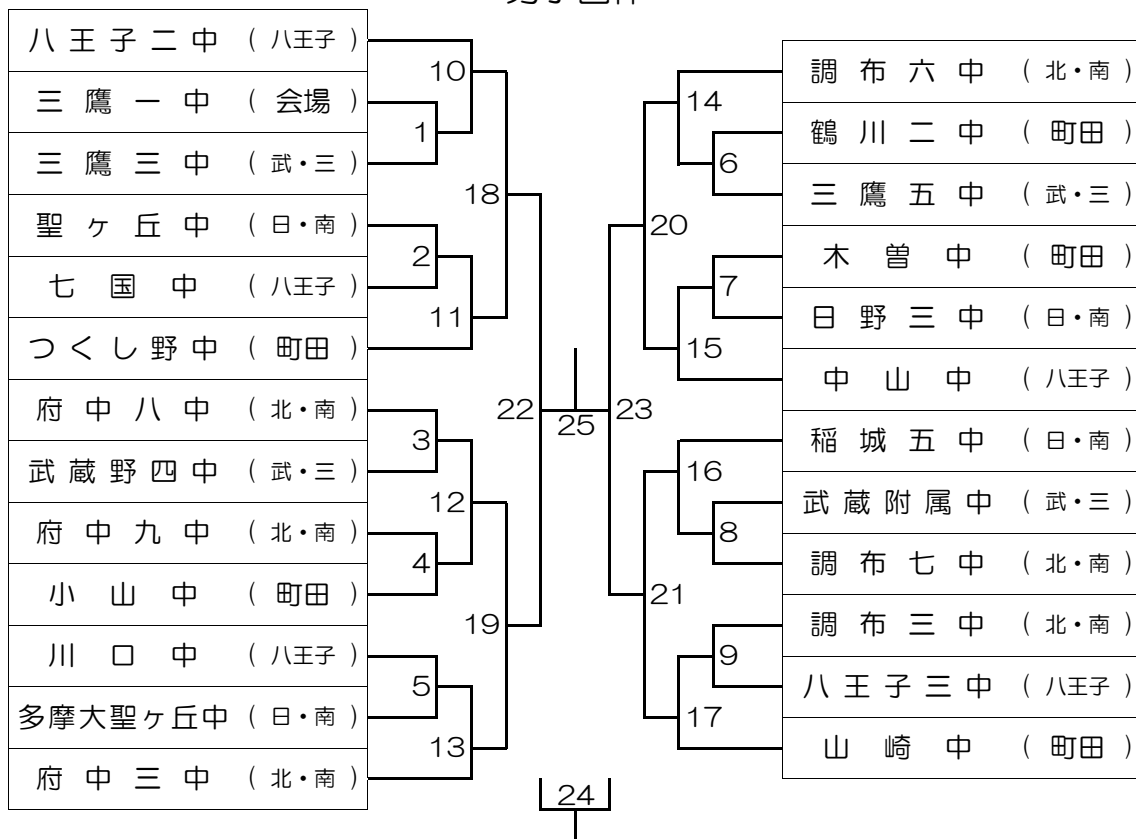 八王子二中 (八王子)
三鷹一中 (会場)
三鷹三中 (武・三)
聖ヶ丘中 (日・南)
七国中 (八王子)
つくし野中 (町田)
府中八中 (北・南)
武蔵野四中 (武・三)
府中九中 (北・南)
小山中 (町田)
川口中 (八王子)
多摩大聖ヶ丘中 (日・南)
府中三中 (北・南)
10
1
18
2
11
22
3
12
4
19
5
13
25
24
23
14
6
20
7
15
16
8
21
9
17
調布六中 (北・南)
鶴川二中 (町田)
三鷹五中 (武・三)
木曽中 (町田)
日野三中 (日・南)
中山中 (八王子)
稲城五中 (日・南)
武蔵附属中 (武・三)
調布七中 (北・南)
調布三中 (北・南)
八王子三中 (八王子)
山崎中 (町田)